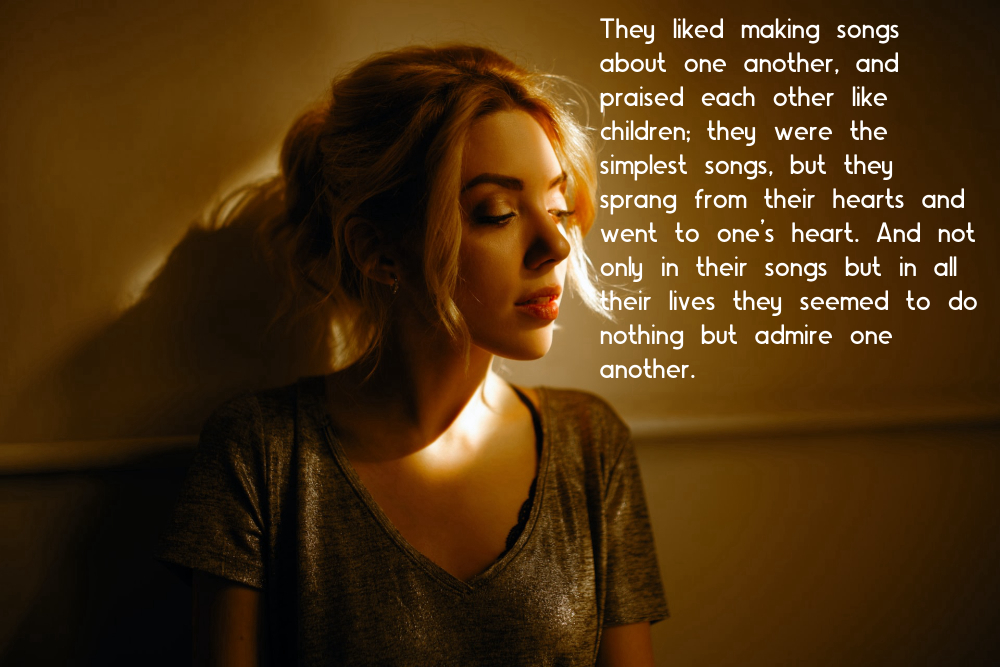 They liked making songs
about one another, and
praised each other like
children; they were the
simplest songs, but they
sprang from their hearts and
went to one's heart. And not
only in their songs but in all
their lives they seemed to do
nothing but admire one
another.